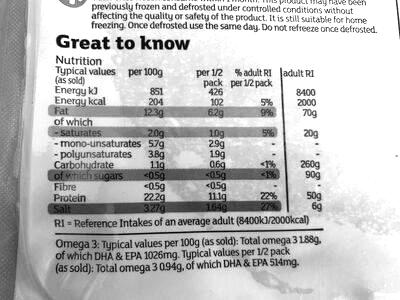 This product may have been
previously frozen and defrosted under controlled conditions without
affecting the quality or safety of the product. It is still suitable for home
freezing. Once defrosted use the same day. Do not refreeze once defrosted.
Great to know
Nutrition
Typical values per 100g per 1/2 % adult RI adult RI
(as sold) pack per 1/2 pack
Energy kJ 851 426 8400
Energy kcal 204 102 5% 2000
Fat 12.3g 6.2g 9% 70g
of which
- saturates 2.0g 1.0g 5% 20g
- mono-unsaturates 5.7g 2.9g -
- polyunsaturates 3.8g 1.9g -
Carbohydrate 1.1g 0.6g <1% 260g
of which sugars <0.5g <0.5g <1% 90g
Fibre <0.5g <0.5g -
Protein 22.2g 11.1g 22% 50g
Salt 3.27g 1.64g 27% 6g
RI = Reference Intakes of an average adult (8400kJ/2000kcal)
Omega 3: Typical values per 100g (as sold): Total omega 3 1.88g,
of which DHA & EPA 1026mg. Typical values per 1/2 pack
(as sold): Total omega 3 0.94g, of which DHA & EPA 514mg.